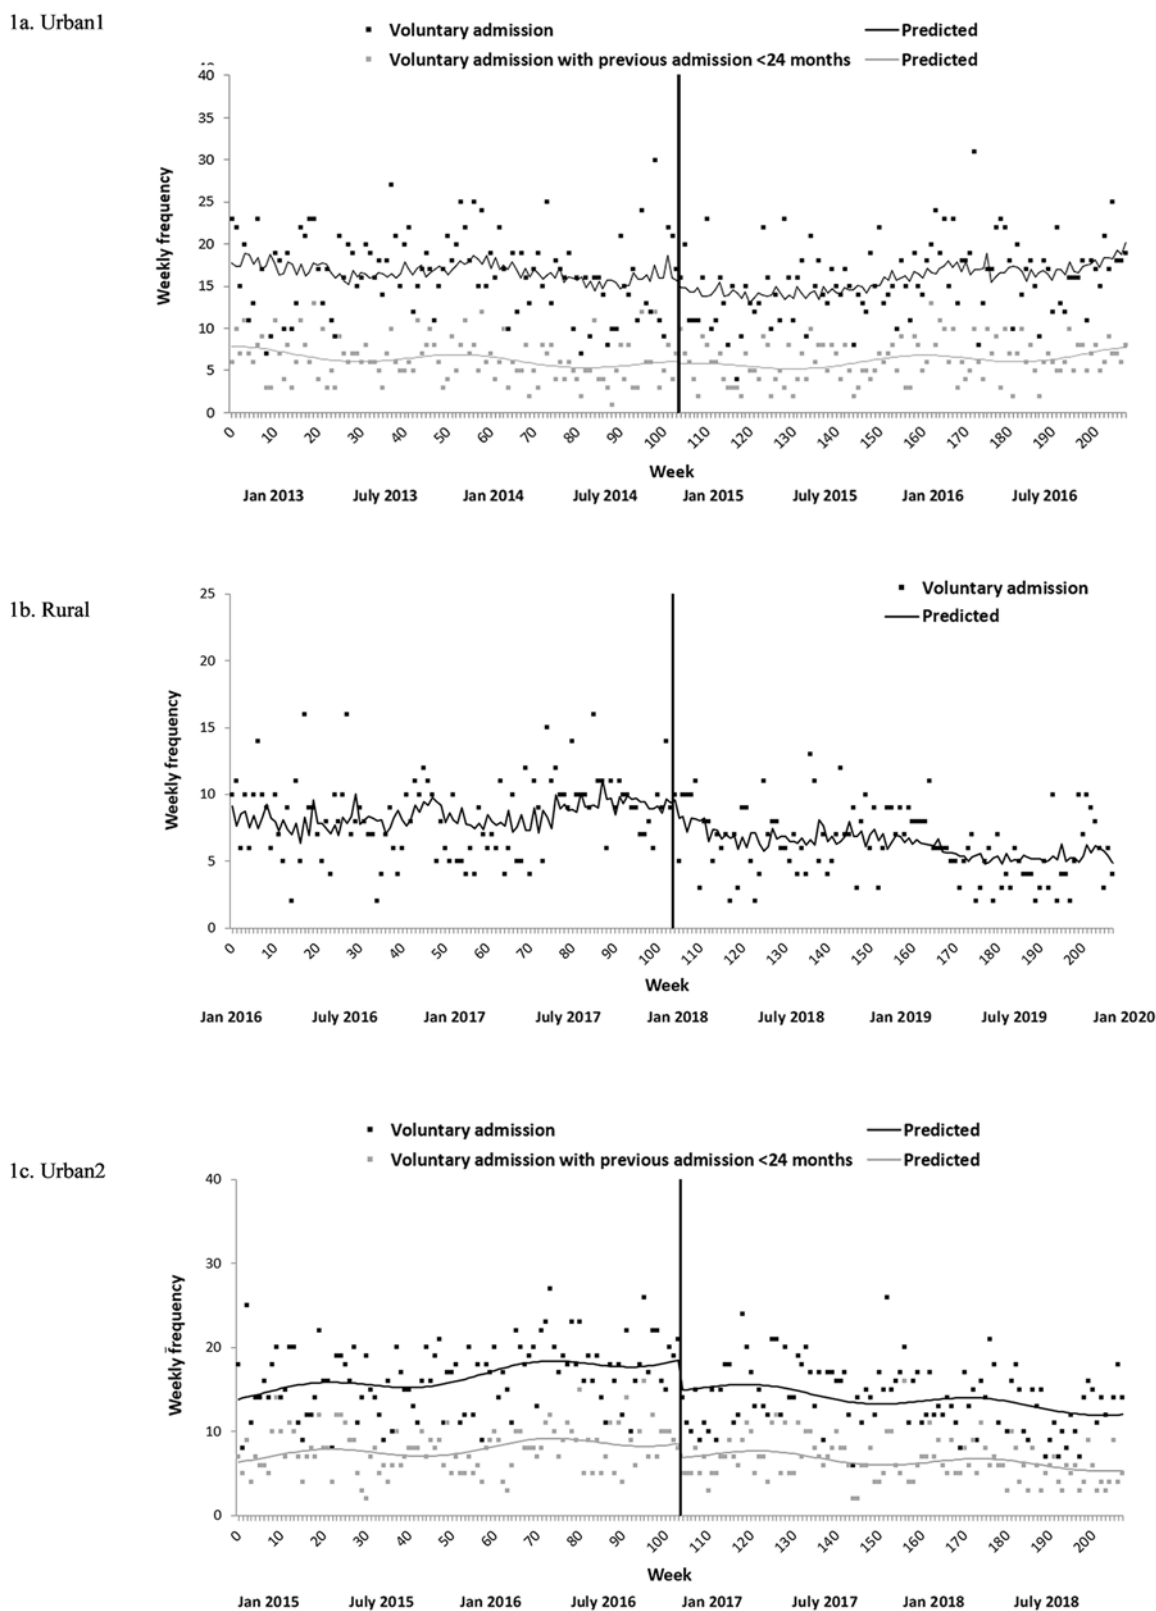 1a. Urban1
Voluntary admission
Predicted
Voluntary admission with previous admission <24 months
Predicted
40
35
30
25
20
15
10
5
0
Weekly frequency
0 10 20 30 40 50 60 70 80 90 100 110 120 130 140 150 160 170 180 190 200
Week
Jan 2013 July 2013 Jan 2014 July 2014 Jan 2015 July 2015 Jan 2016 July 2016
1b. Rural
Voluntary admission
Predicted
25
20
15
10
5
0
Weekly frequency
0 10 20 30 40 50 60 70 80 90 100 110 120 130 140 150 160 170 180 190 200
Week
Jan 2016 July 2016 Jan 2017 July 2017 Jan 2018 July 2018 Jan 2019 July 2019 Jan 2020
1c. Urban2
Voluntary admission
Predicted
Voluntary admission with previous admission <24 months
Predicted
40
30
20
10
0
Weekly frequency
0 10 20 30 40 50 60 70 80 90 100 110 120 130 140 150 160 170 180 190 200
Week
Jan 2015 July 2015 Jan 2016 July 2016 Jan 2017 July 2017 Jan 2018 July 2018